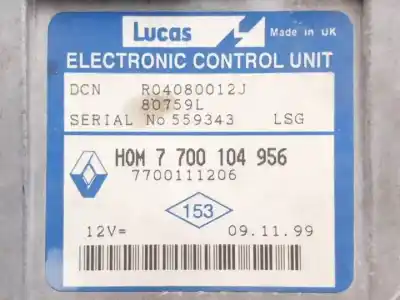 Lucas
Made in UK
ELECTRONIC CONTROL UNIT
DCN R04080012J
80759L
SERIAL No 559343 LSG
HOM 7 700 104 956
7700111206
153
12V= 09.11.99